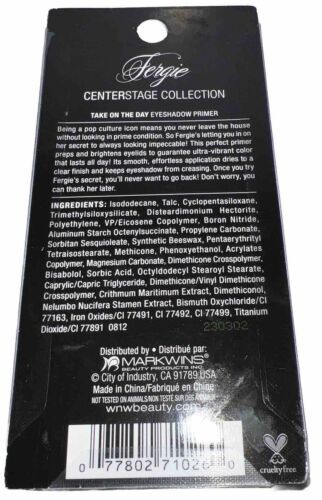 Fergie
CENTERSTAGE COLLECTION
TAKE ON THE DAY EYESHADOW PRIMER
Being a pop culture icon means you never leave the house
without looking in prime condition. So Fergie's letting you in on
her secret to always looking impeccable! This perfect primer
preps and brightens eyelids to guarantee ultra-vibrant color
that lasts all day! Its smooth, effortless application dries to a
clear finish and keeps eyeshadow from creasing. Once you try
Fergie's secret, you'll never want to go back! Don't worry, you
can thank her later.
INGREDIENTS: Isododecane, Talc, Cyclopentasiloxane,
Trimethylsiloxysilicate, Disteardimonium Hectorite,
Polyethylene, VP/Eicosene Copolymer, Boron Nitride,
Aluminum Starch Octenylsuccinate, Propylene Carbonate,
Sorbitan Sesquioleate, Synthetic Beeswax, Pentaerythrityl
Tetraisostearate, Methicone, Phenoxyethanol, Acrylates
Copolymer, Magnesium Carbonate, Dimethicone Crosspolymer,
Bisabolol, Sorbic Acid, Octyldodecyl Stearoyl Stearate,
Caprylic/Capric Triglyceride, Dimethicone/Vinyl Dimethicone
Crosspolymer, Crithmum Maritimum Extract, Dimethiconol,
Nelumbo Nucifera Stamen Extract, Bismuth Oxychloride/ CI
77163, Iron Oxides/CI 77491, CI 77492, CI 77499, Titanium
Dioxide/CI 77891 0812
230302
Distributed by • Distribué par:
MARKWINS
BEAUTY PRODUCTS INC
© City of Industry, CA 91789 USA
Made in China/Fabriqué en Chine
NOT TESTED ON ANIMALS/NON TESTÉ SUR DES ANIMAUX
wnwbeauty.com
0 77802 71026 0
crueltyfree.